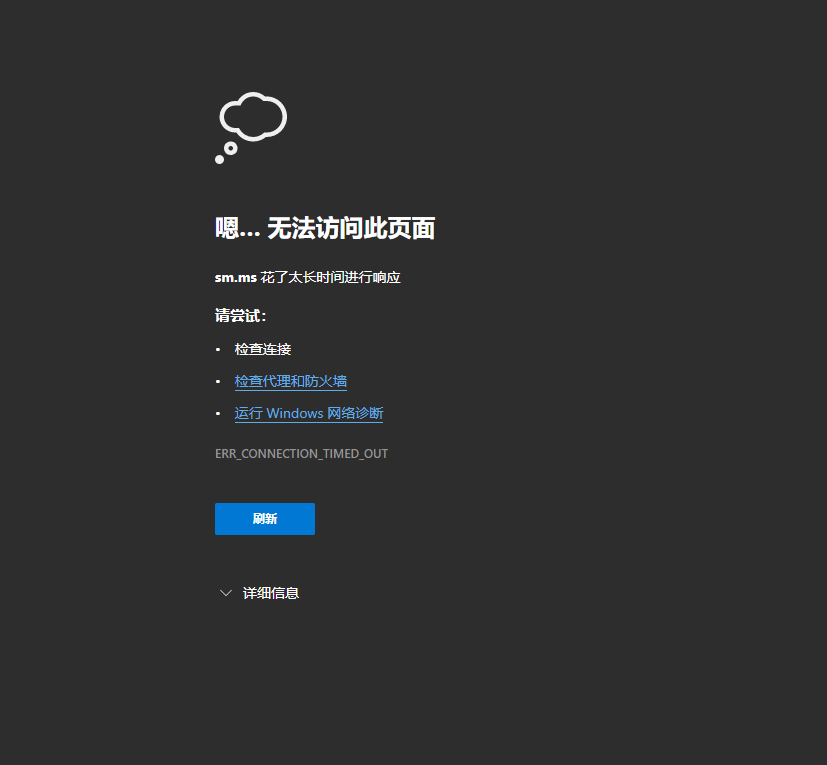 嗯… 无法访问此页面
sm.ms 花了太长时间进行响应
请尝试：
• 检查连接
• 检查代理和防火墙
• 运行 Windows 网络诊断
ERR_CONNECTION_TIMED_OUT
刷新
详细信息